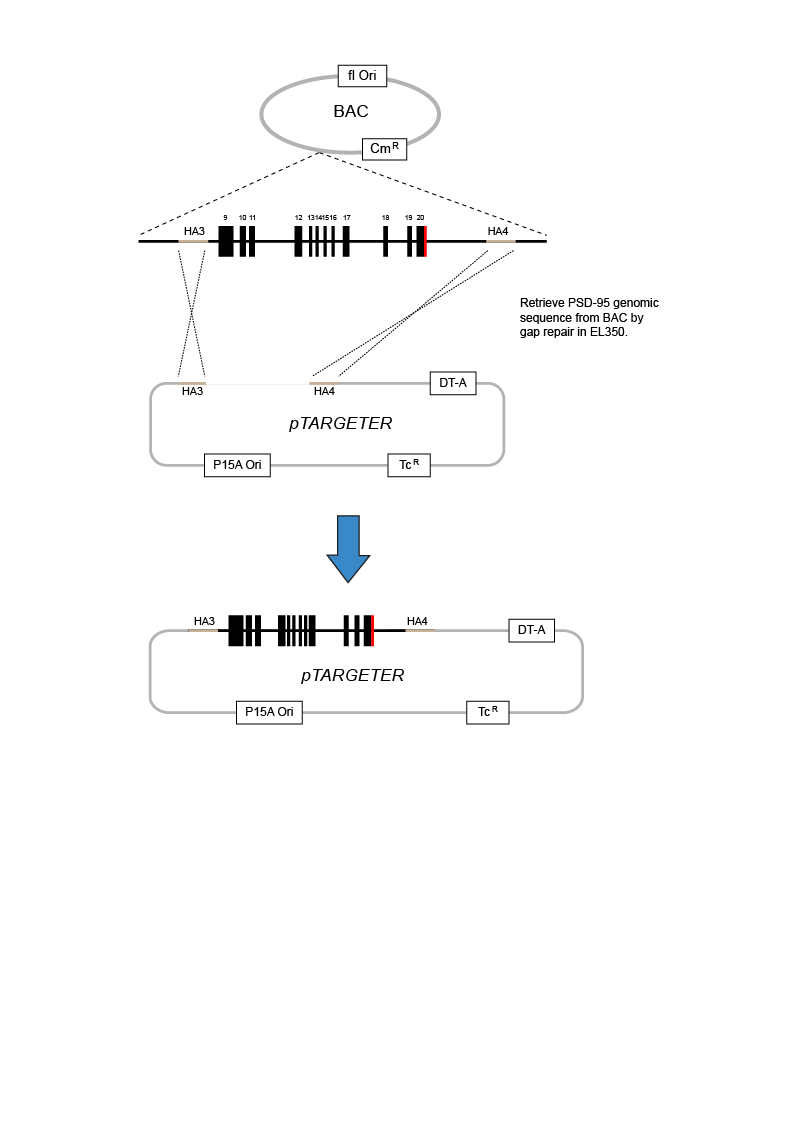 fl Ori
BAC
Cm R
9 10 11 12 13 14 15 16 17 18 19 20
HA3 HA4
Retrieve PSD-95 genomic
sequence from BAC by
gap repair in EL350.
DT-A
HA3 HA4
pTARGETER
P15A Ori Tc R
HA3 HA4
DT-A
pTARGETER
P15A Ori Tc R